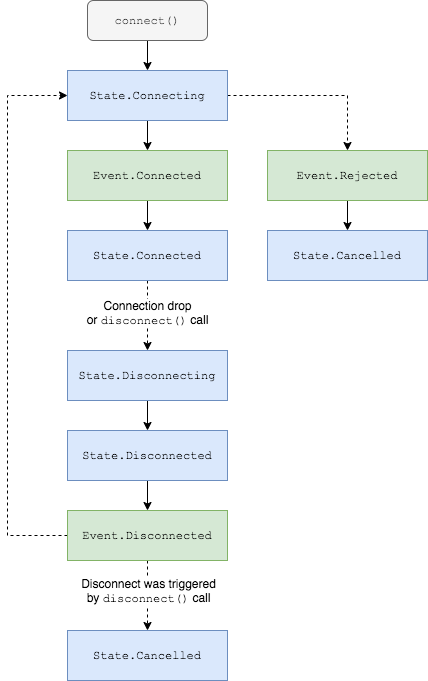 connect()
State.Connecting
Event.Connected
Event.Rejected
State.Connected
State.Cancelled
Connection drop
or disconnect() call
State.Disconnecting
State.Disconnected
Event.Disconnected
Disconnect was triggered
by disconnect() call
State.Cancelled